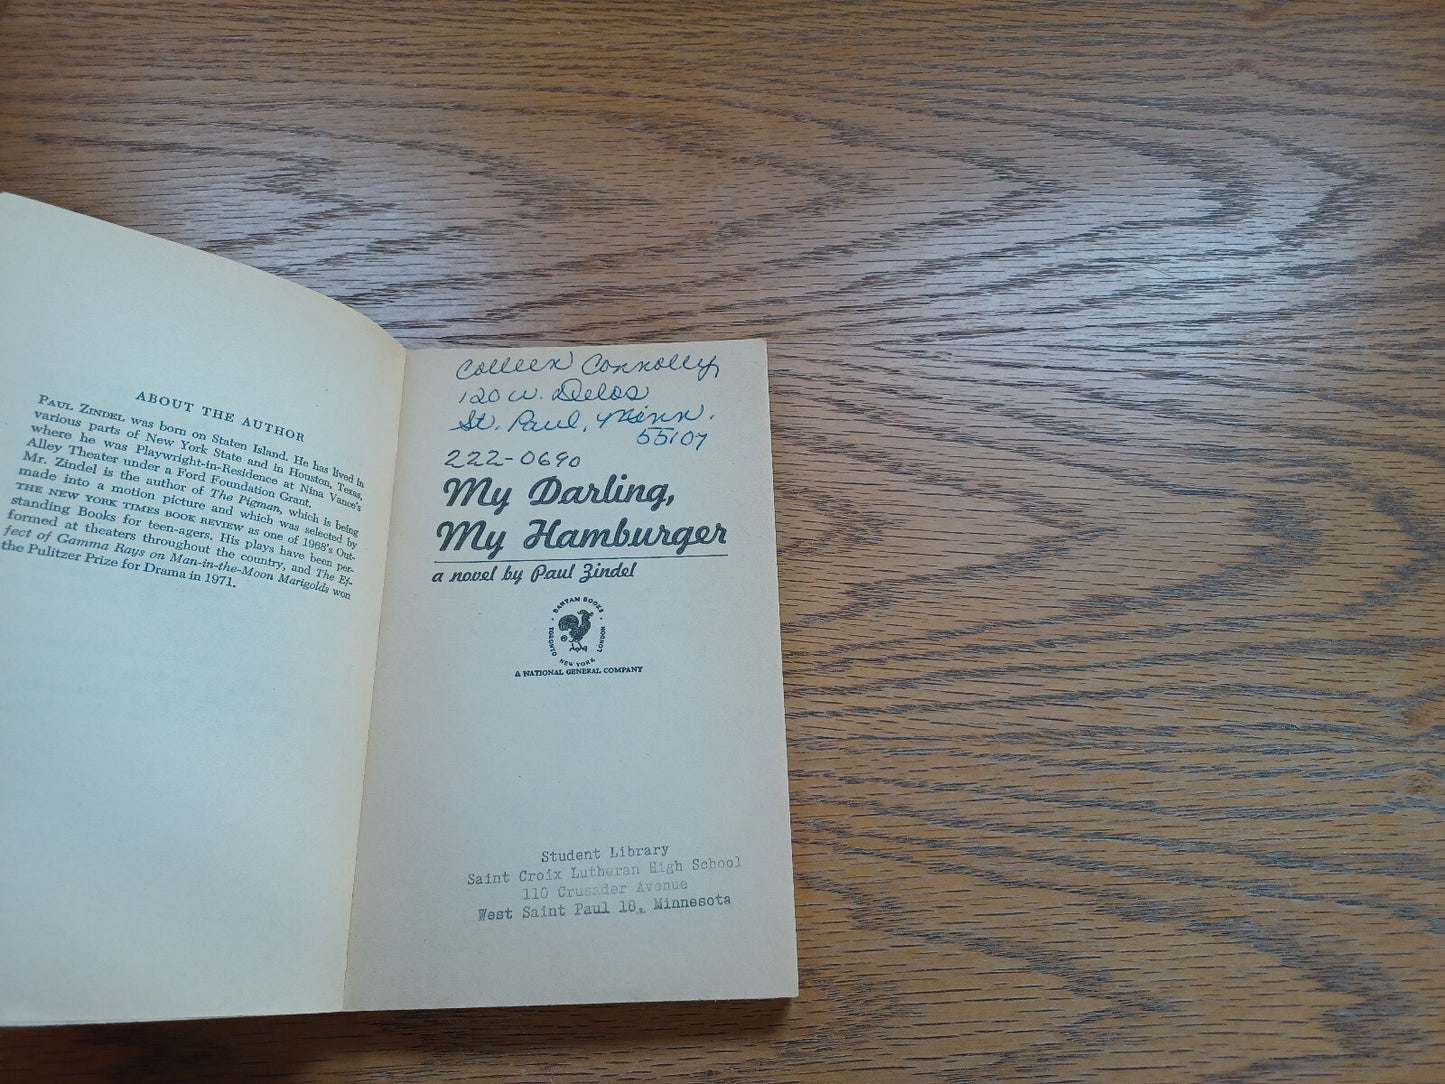 ABOUT THE AUTHOR
PAUL ZINDEL was born on Staten Island. He has lived in
various parts of New York State and in Houston, Texas,
where he was Playwright-in-Residence at Nina Vance's
Alley Theater under a Ford Foundation Grant.
Mr. Zindel is the author of The Pigman, which is being
made into a motion picture and which was selected by
THE NEW YORK TIMES BOOK REVIEW as one of 1968's Out-
standing Books for teen-agers. His plays have been per-
formed at theaters throughout the country, and The Ef-
fect of Gamma Rays on Man-in-the-Moon Marigolds won
the Pulitzer Prize for Drama in 1971.
Colleen Connolly
120 W. Delos
St. Paul, Minn.
55107
222-0690
My Darling,
My Hamburger
a novel by Paul Zindel
BANTAM BOOKS
TORONTO
LONDON
NEW YORK
A NATIONAL GENERAL COMPANY
Student Library
Saint Croix Lutheran High School
110 Crusader Avenue
West Saint Paul 18, Minnesota